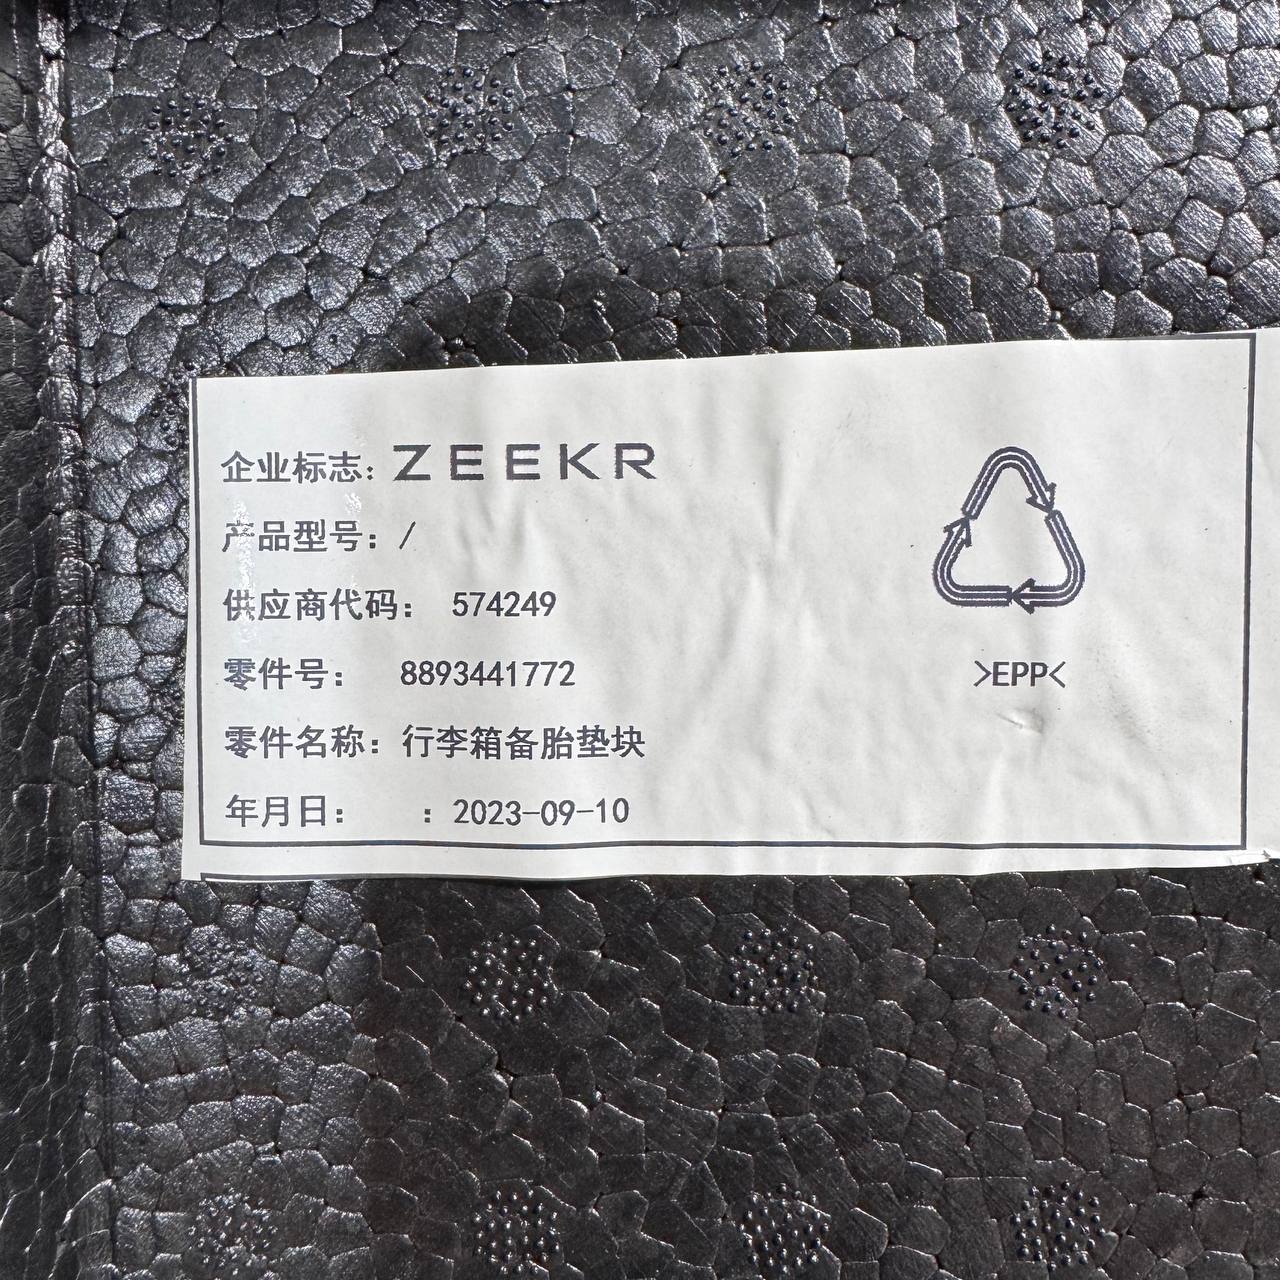 企业标志：ZEEKR
产品型号：/
供应商代码： 574249
零件号： 8893441772
零件名称：行李箱备胎垫块
年月日： ：2023-09-10
>EPP<